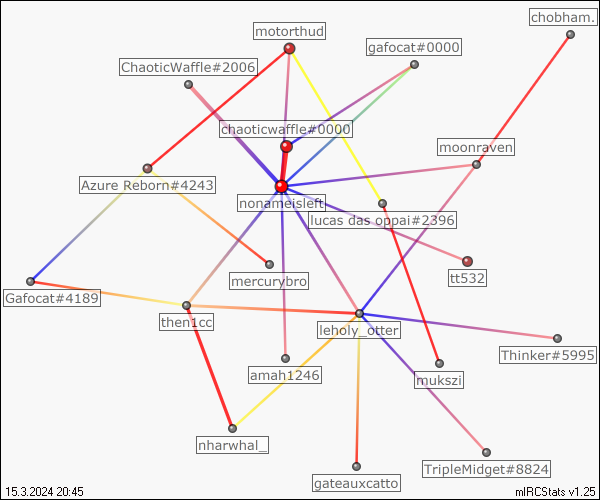 chobham.
motorthud
gafocat#0000
ChaoticWaffle#2006
chaoticwaffle#0000
moonraven
Azure Reborn#4243
nonameisleft
lucas das oppai#2396
tt532
mercurybro
Gafocat#4189
then1cc
leholy_otter
Thinker#5995
amah1246
mukszi
nharwhal_
TripleMidget#8824
gateauxcatto
15.3.2024 20:45
mIRCStats v1.25